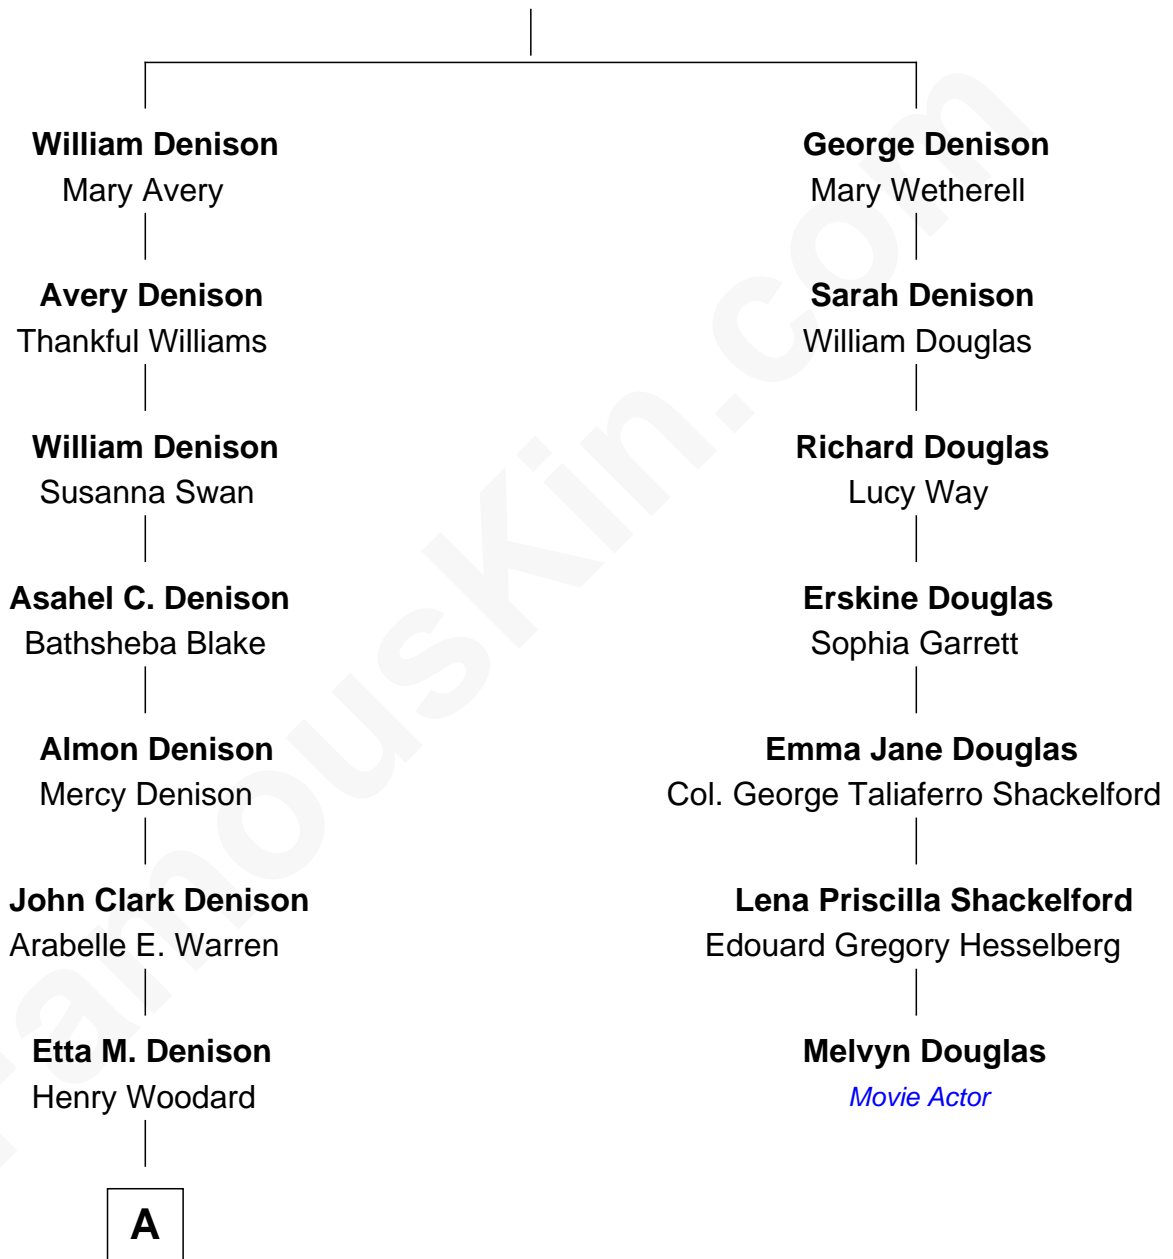 William Denison
Mary Avery
George Denison
Mary Wetherell
Avery Denison
Thankful Williams
Sarah Denison
William Douglas
William Denison
Susanna Swan
Richard Douglas
Lucy Way
Asahel C. Denison
Bathsheba Blake
Erskine Douglas
Sophia Garrett
Almon Denison
Mercy Denison
Emma Jane Douglas
Col. George Taliaferro Shackelford
John Clark Denison
Arabelle E. Warren
Lena Priscilla Shackelford
Edouard Gregory Hesselberg
Etta M. Denison
Henry Woodard
Melvyn Douglas
Movie Actor
A
FamousKin.com